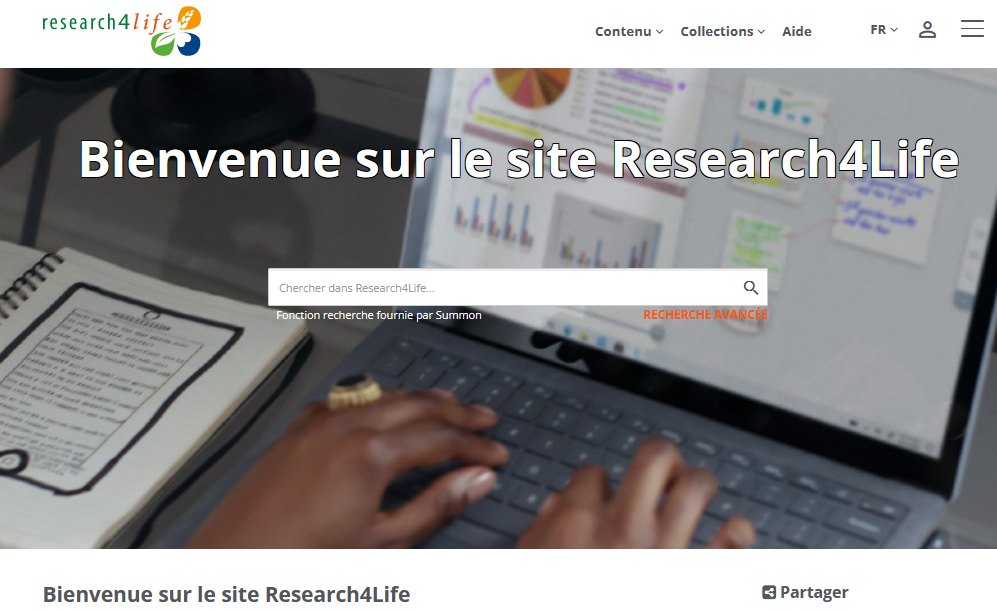 research4life
Contenu
Collections
Aide
FR
Bienvenue sur le site Research4Life
Chercher dans Research4Life...
Fonction recherche fournie par Summon
RECHERCHE AVANCÉE
Bienvenue sur le site Research4Life
Partager